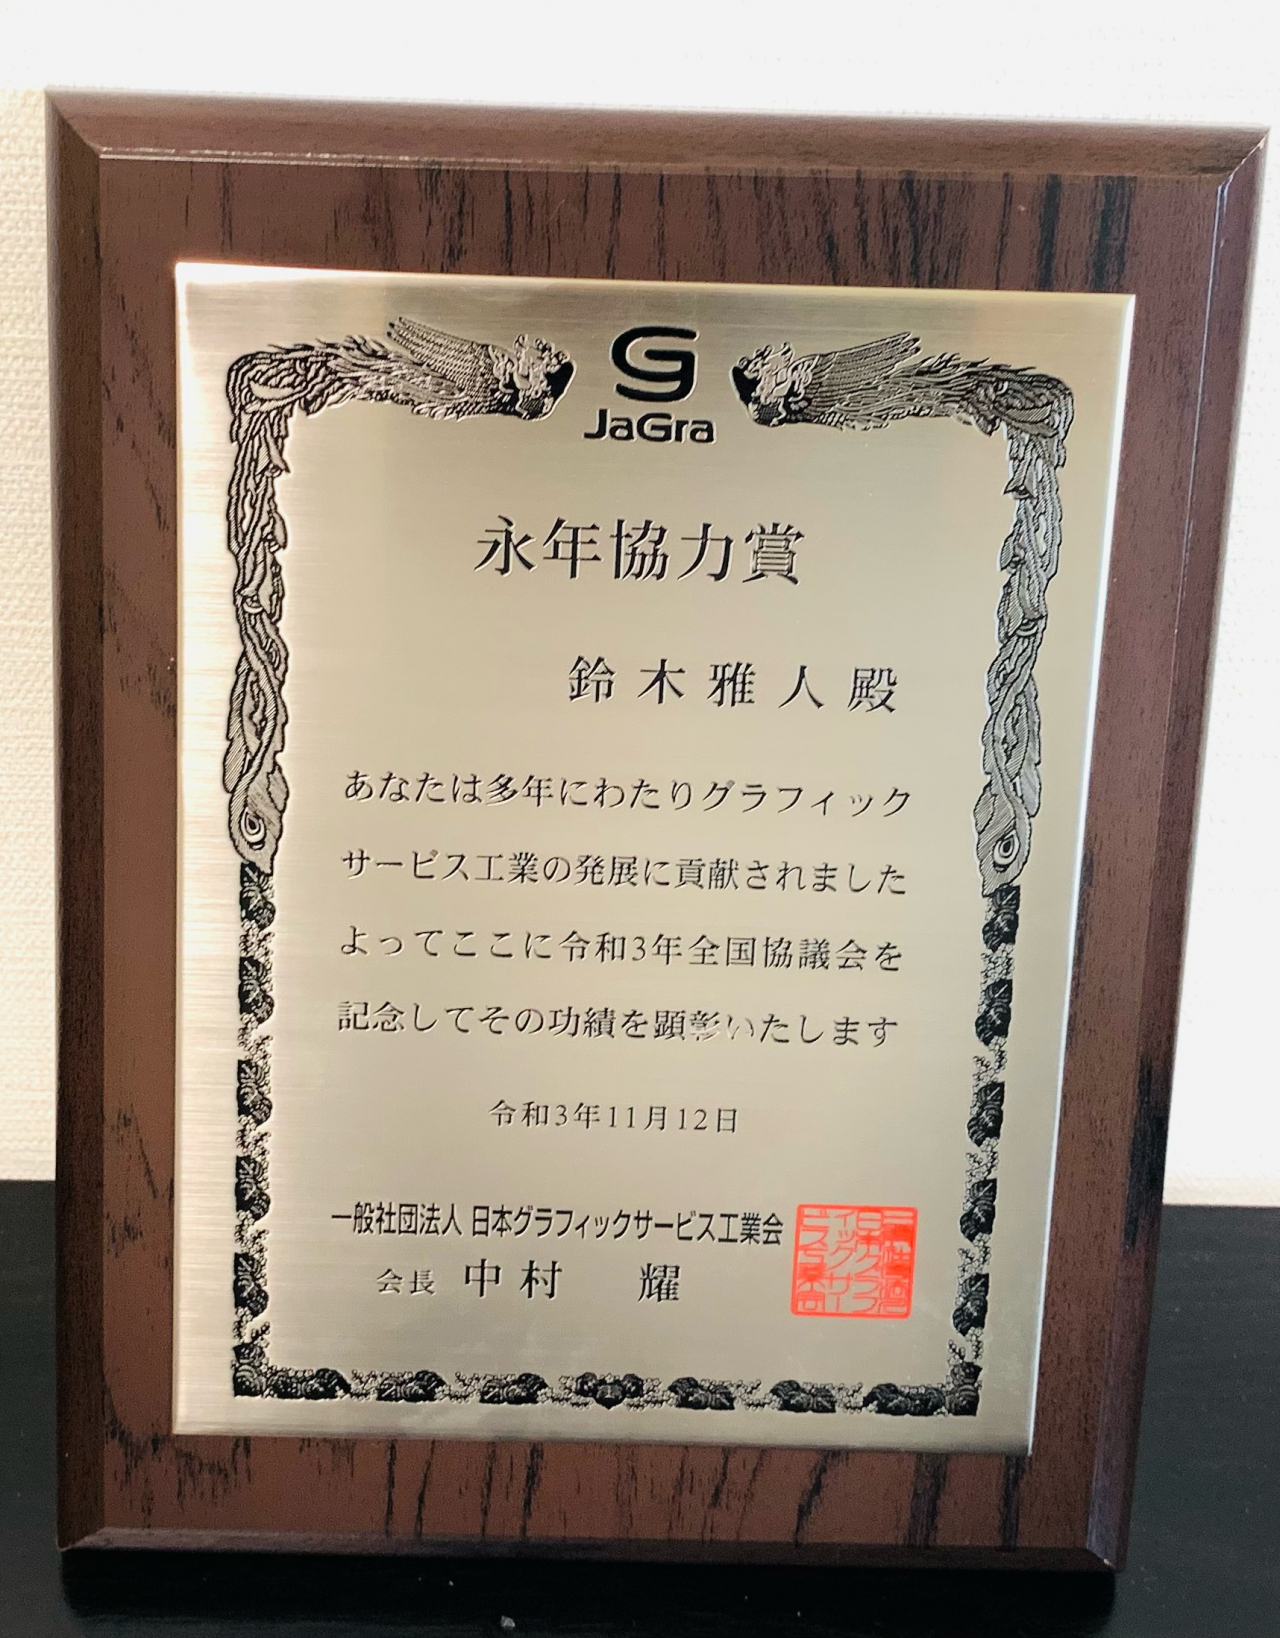 JaGra
永年協力賞
鈴木雅人殿
あなたは多年にわたりグラフィック
サービス工業の発展に貢献されました
よってここに令和3年全国協議会を
記念してその功績を顕彰いたします
令和3年11月12日
一般社団法人 日本グラフィックサービス工業会
会長 中村 耀